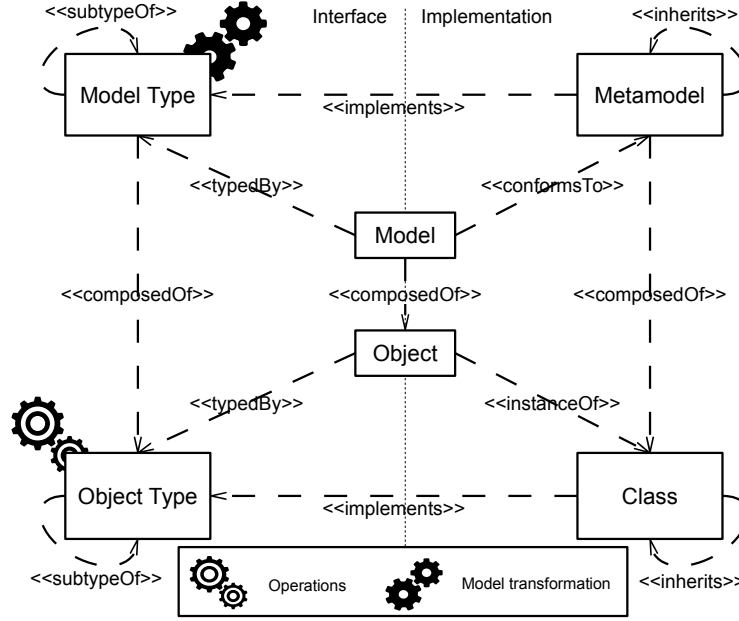 <<subtypeOf>>
Interface
Implementation
<<inherits>>
Model Type
Metamodel
<<implements>>
<<typedBy>>
<<conformsTo>>
Model
<<composedOf>>
<<composedOf>>
<<composedOf>>
Object
<<typedBy>>
<<instanceOf>>
Object Type
Class
<<implements>>
<<subtypeOf>>
<<inherits>>
Operations
Model transformation